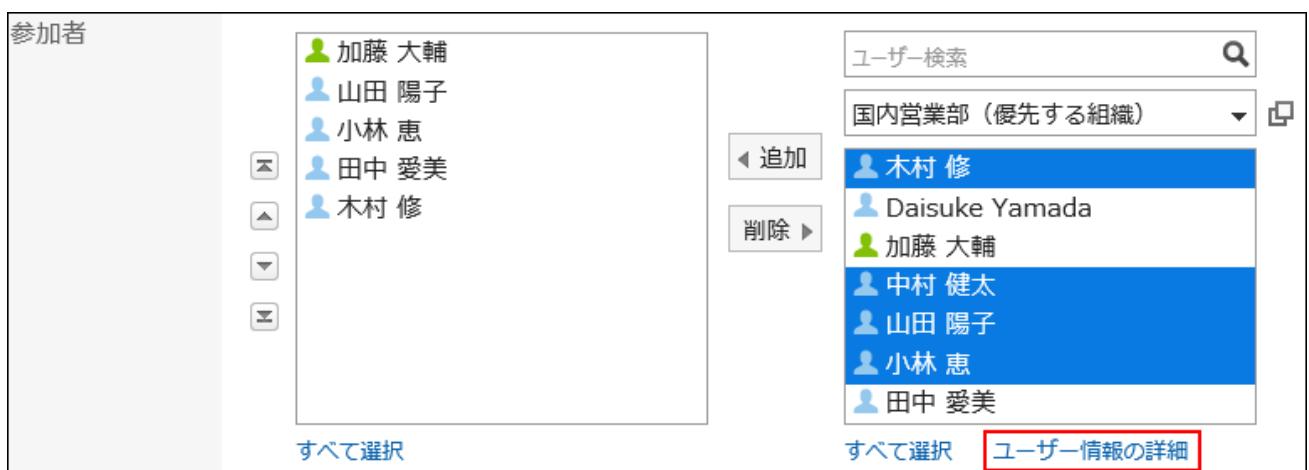 参加者
加藤 大輔
山田 陽子
小林 恵
田中 愛美
木村 修
すべて選択
追加
削除
ユーザー検索
国内営業部（優先する組織）
木村 修
Daisuke Yamada
加藤 大輔
中村 健太
山田 陽子
小林 恵
田中 愛美
すべて選択 ユーザー情報の詳細